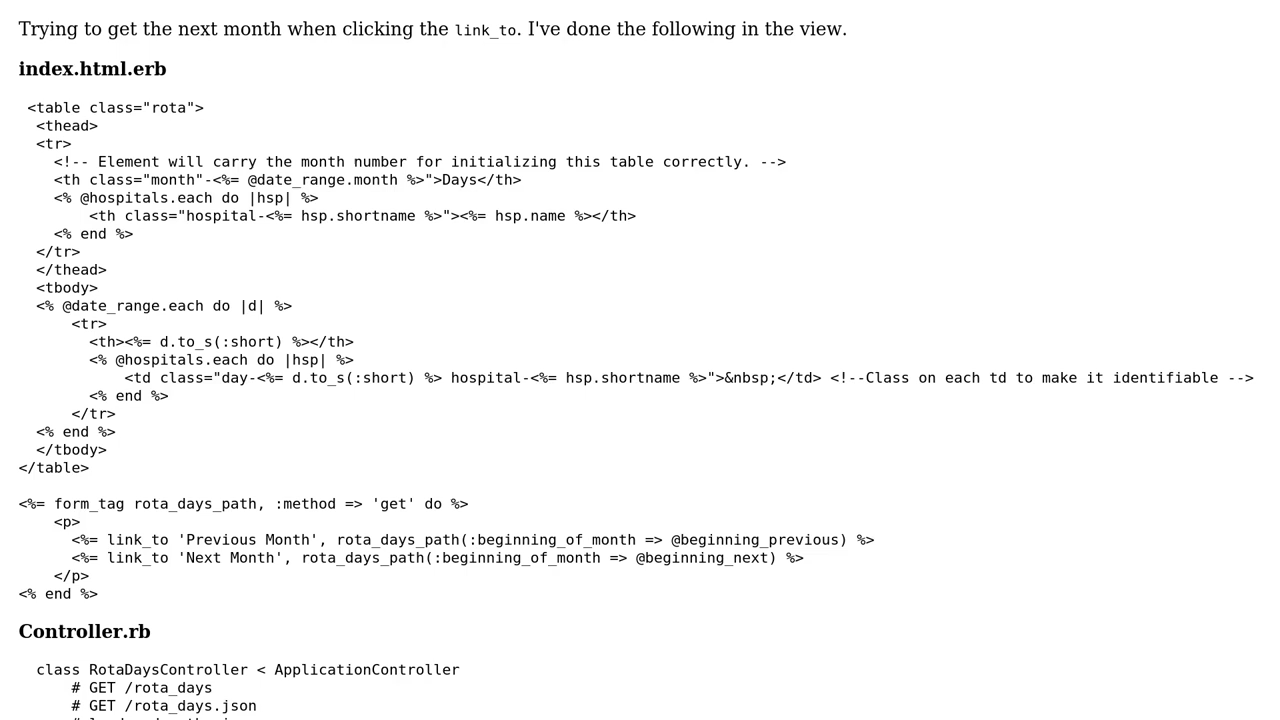 Trying to get the next month when clicking the link_to. I've done the following in the view.
index.html.erb
<table class="rota">
<thead>
<tr>
<!-- Element will carry the month number for initializing this table correctly. -->
<th class="month"-<%= @date_range.month %>">Days</th>
<% @hospitals.each do |hsp| %>
<th class="hospital-<%= hsp.shortname %>"><%= hsp.name %></th>
<% end %>
</tr>
</thead>
<tbody>
<% @date_range.each do |d| %>
<tr>
<th><%= d.to_s(:short) %></th>
<% @hospitals.each do |hsp| %>
<td class="day-<%= d.to_s(:short) %> hospital-<%= hsp.shortname %>">&nbsp;</td> <!--Class on each td to make it identifiable -->
<% end %>
</tr>
<% end %>
</tbody>
</table>
<%= form_tag rota_days_path, :method => 'get' do %>
<p>
<%= link_to 'Previous Month', rota_days_path(:beginning_of_month => @beginning_previous) %>
<%= link_to 'Next Month', rota_days_path(:beginning_of_month => @beginning_next) %>
</p>
<% end %>
Controller.rb
class RotaDaysController < ApplicationController
# GET /rota_days
# GET /rota_days.json